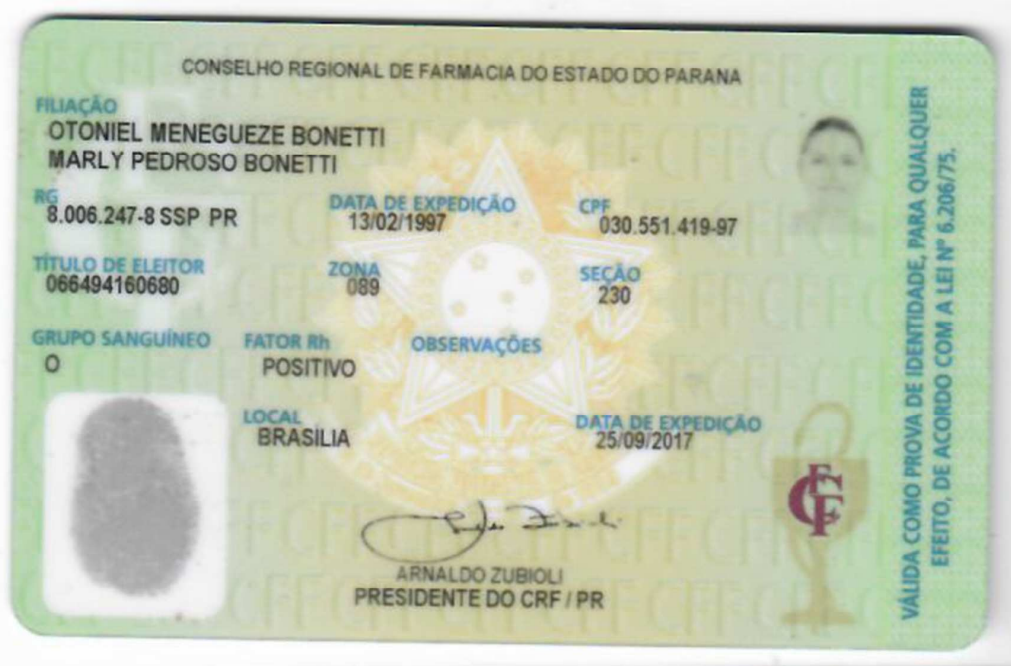 CONSELHO REGIONAL DE FARMACIA DO ESTADO DO PARANA
FILIAÇÃO
OTONIEL MENEGUEZE BONETTI
MARLY PEDROSO BONETTI
RG
8.006.247-8 SSP PR
DATA DE EXPEDIÇÃO
13/02/1997
CPF
030.551.419-97
TÍTULO DE ELEITOR
066494160680
ZONA
089
SEÇÃO
230
GRUPO SANGUÍNEO
O
FATOR Rh
POSITIVO
OBSERVAÇÕES
LOCAL
BRASILIA
DATA DE EXPEDIÇÃO
25/09/2017
ARNALDO ZUBIOLI
PRESIDENTE DO CRF / PR
CFF
VÁLIDA COMO PROVA DE IDENTIDADE, PARA QUALQUER
EFEITO, DE ACORDO COM A LEI Nº 6.206/75.